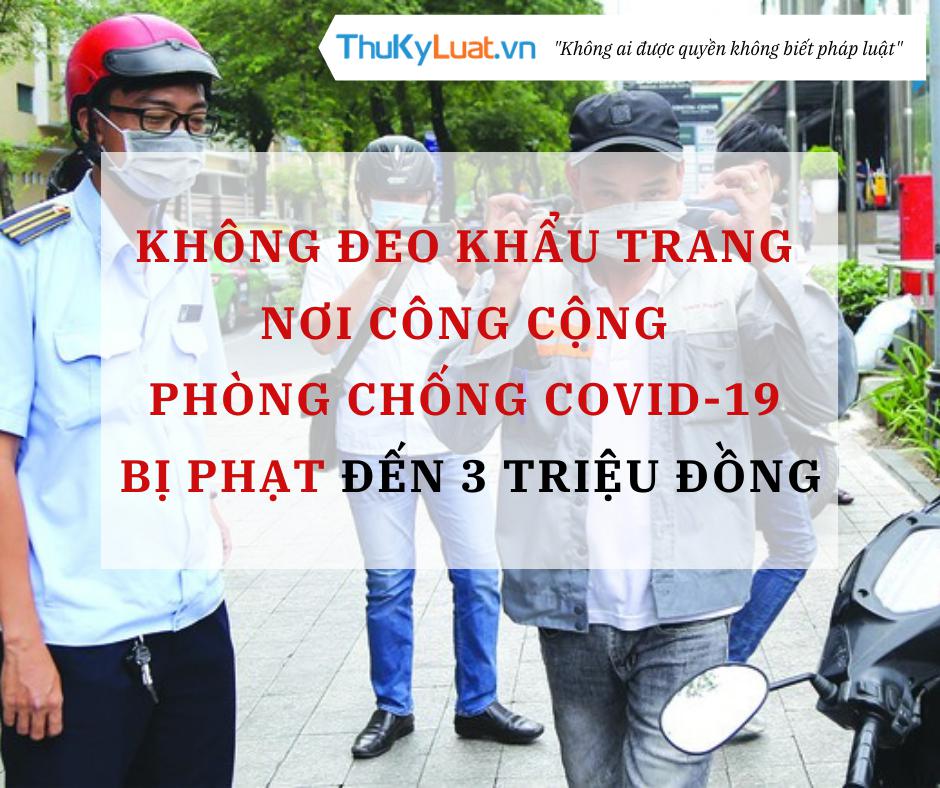 ThuKyLuat.vn "Không ai được quyền không biết pháp luật"
KHÔNG ĐEO KHẨU TRANG
NƠI CÔNG CỘNG
PHÒNG CHỐNG COVID-19
BỊ PHẠT ĐẾN 3 TRIỆU ĐỒNG